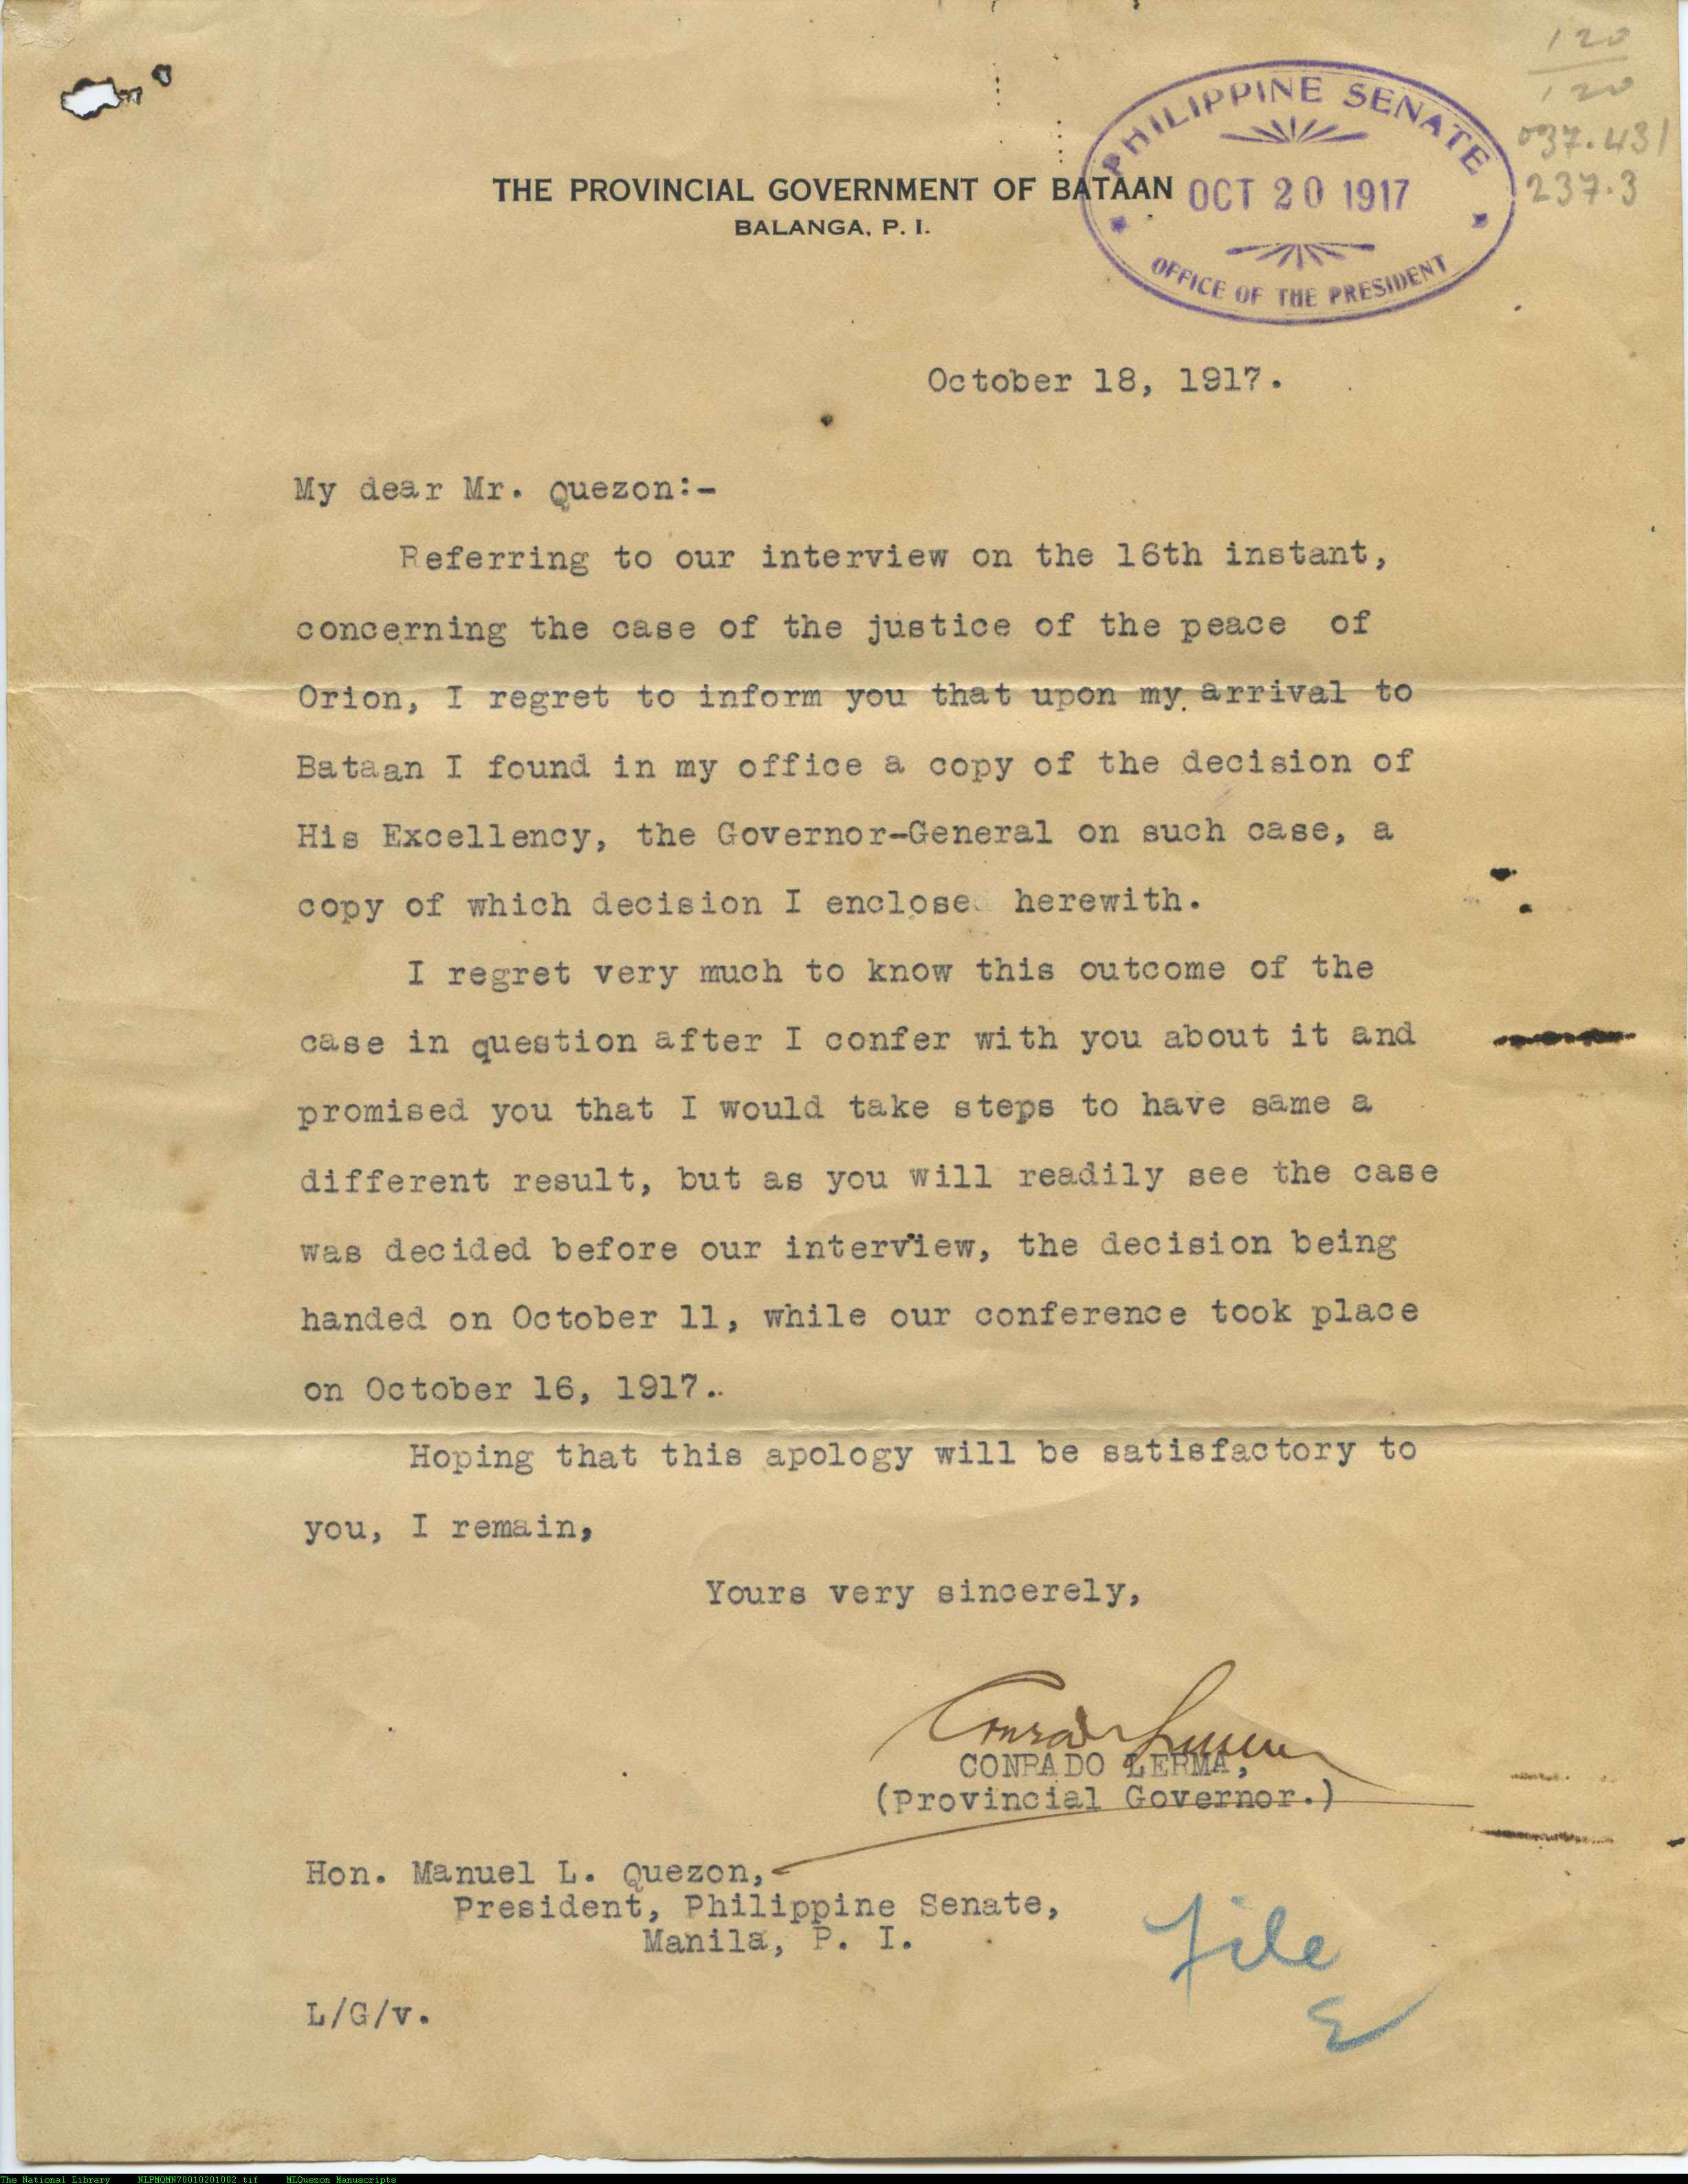 120
120
037.431
237.3
PHILIPPINE SENATE
OCT 20 1917
OFFICE OF THE PRESIDENT
THE PROVINCIAL GOVERNMENT OF BATAAN
BALANGA, P. I.
October 18, 1917.
My dear Mr. Quezon:-
Referring to our interview on the 16th instant,
concerning the case of the justice of the peace of
Orion, I regret to inform you that upon my arrival to
Bataan I found in my office a copy of the decision of
His Excellency, the Governor-General on such case, a
copy of which decision I enclose herewith.
I regret very much to know this outcome of the
case in question after I confer with you about it and
promised you that I would take steps to have same a
different result, but as you will readily see the case
was decided before our interview, the decision being
handed on October 11, while our conference took place
on October 16, 1917.
Hoping that this apology will be satisfactory to
you, I remain,
Yours very sincerely,
Conrado Lerma
CONRADO LERMA,
(Provincial Governor.)
Hon. Manuel L. Quezon,
President, Philippine Senate,
Manila, P. I.
File
L/G/v.
The National Library NLPMQMN70010201002.tif MLQuezon Manuscripts